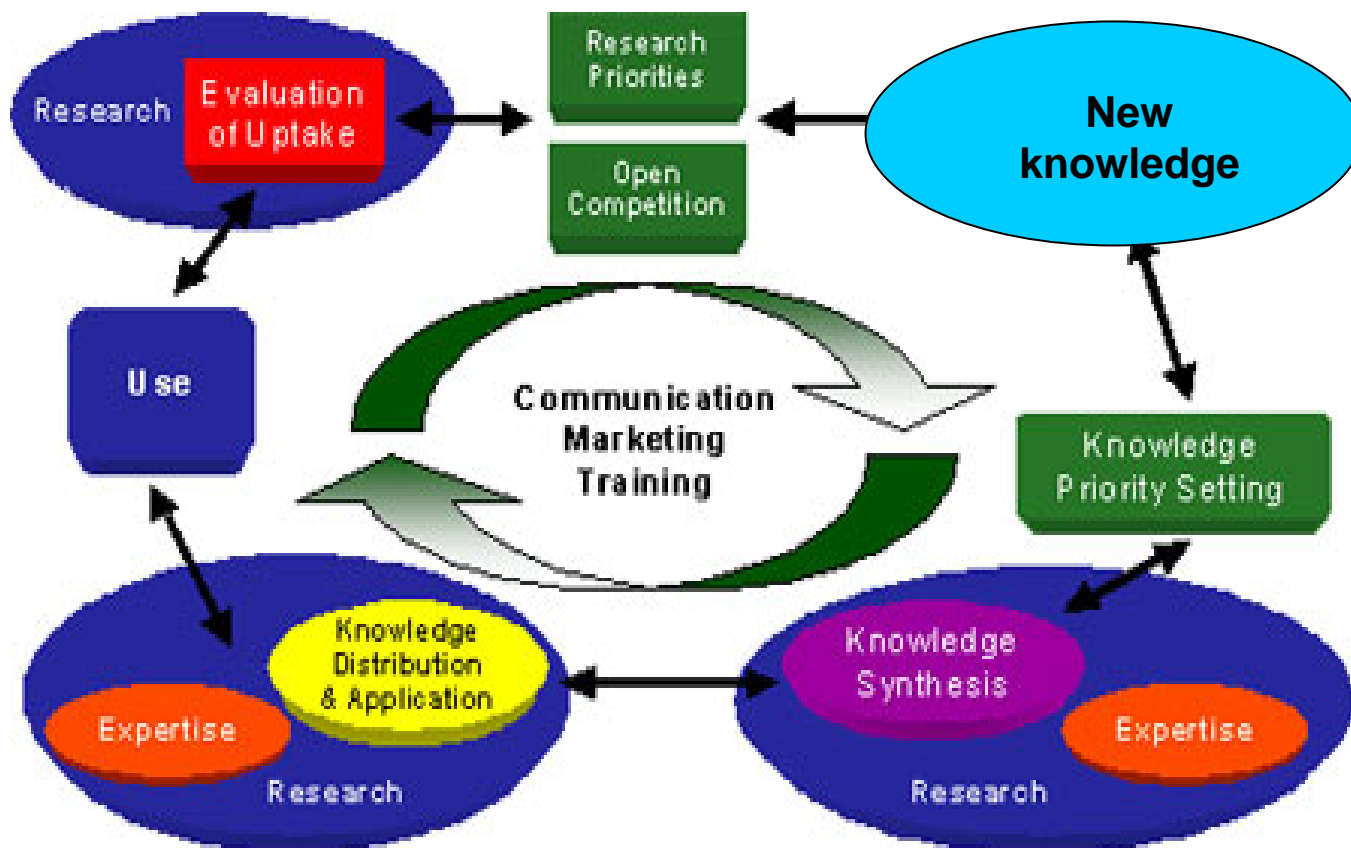 Research
Evaluation
of Uptake
Research
Priorities
Open
Competition
New
knowledge
Use
Communication
Marketing
Training
Knowledge
Priority Setting
Knowledge
Distribution
& Application
Expertise
Research
Knowledge
Synthesis
Expertise
Research